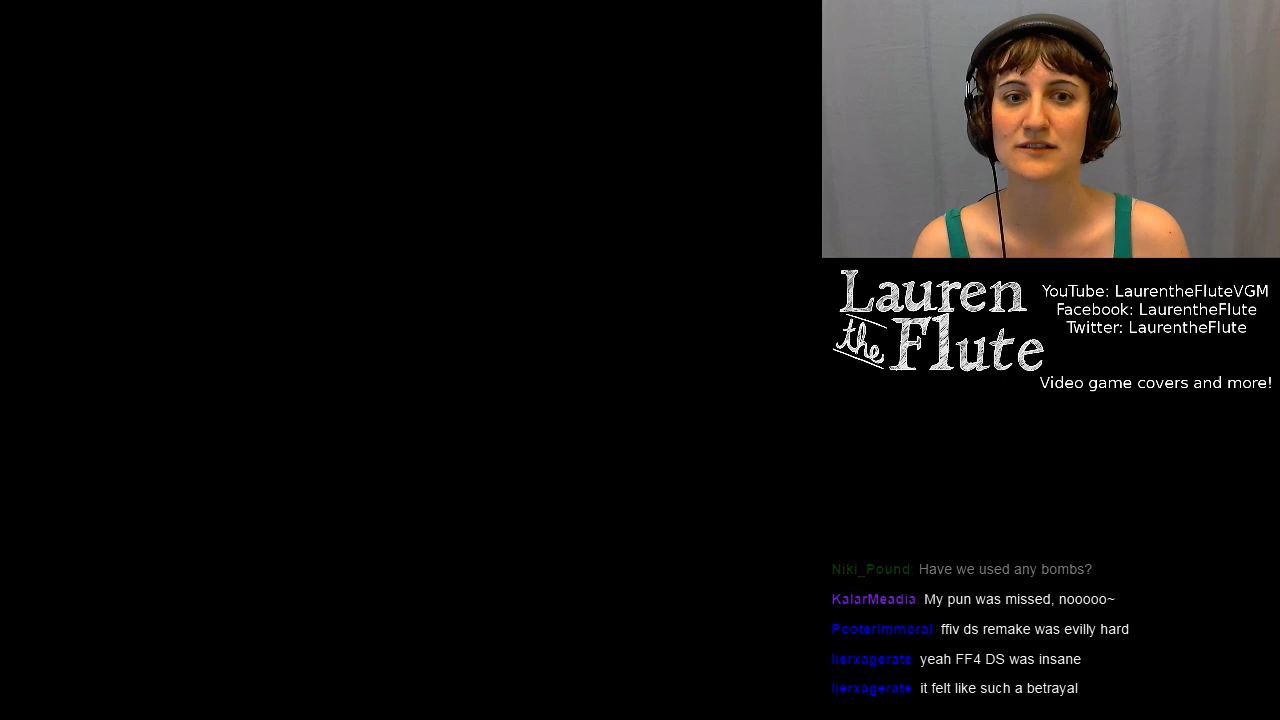 Lauren
the Flute
YouTube: LaurentheFluteVGM
Facebook: LaurentheFlute
Twitter: LaurentheFlute
Video game covers and more!
Niki_Pound Have we used any bombs?
KalarMeadia My pun was missed, nooooo~
PooterImmoral ffiv ds remake was evilly hard
yeah FF4 DS was insane
it felt like such a betrayal